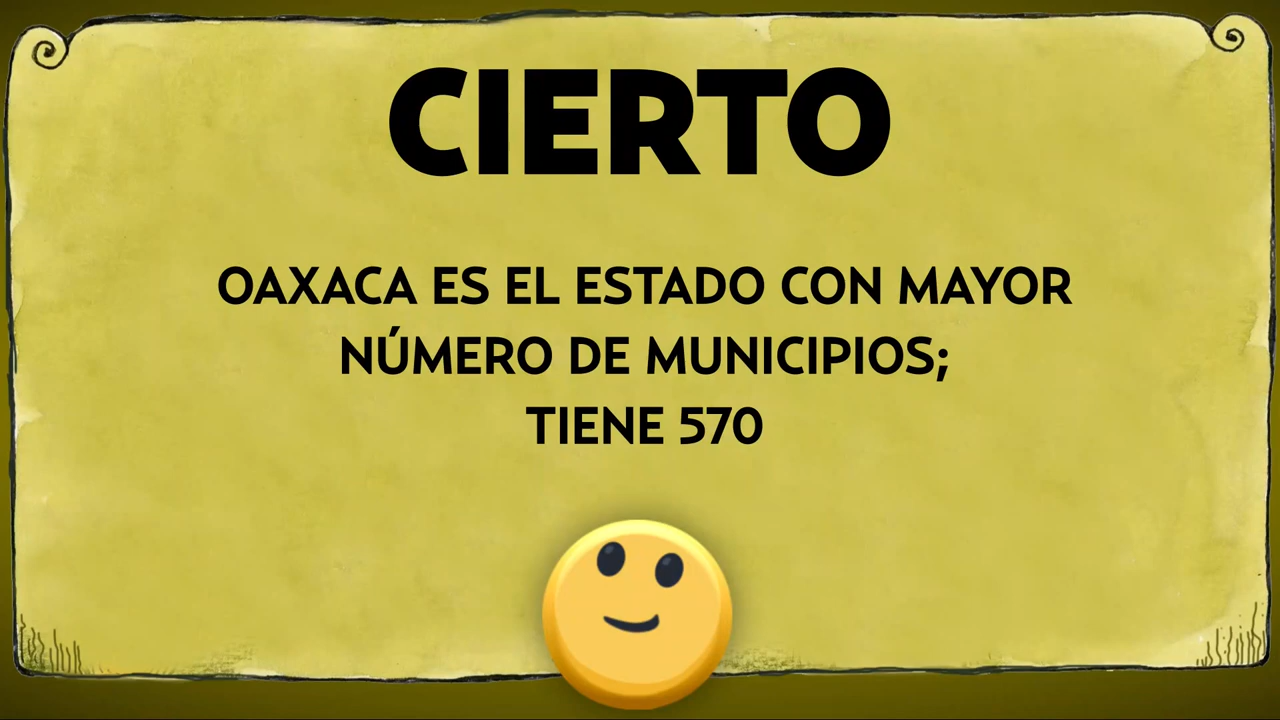 CIERTO
OAXACA ES EL ESTADO CON MAYOR
NÚMERO DE MUNICIPIOS;
TIENE 570